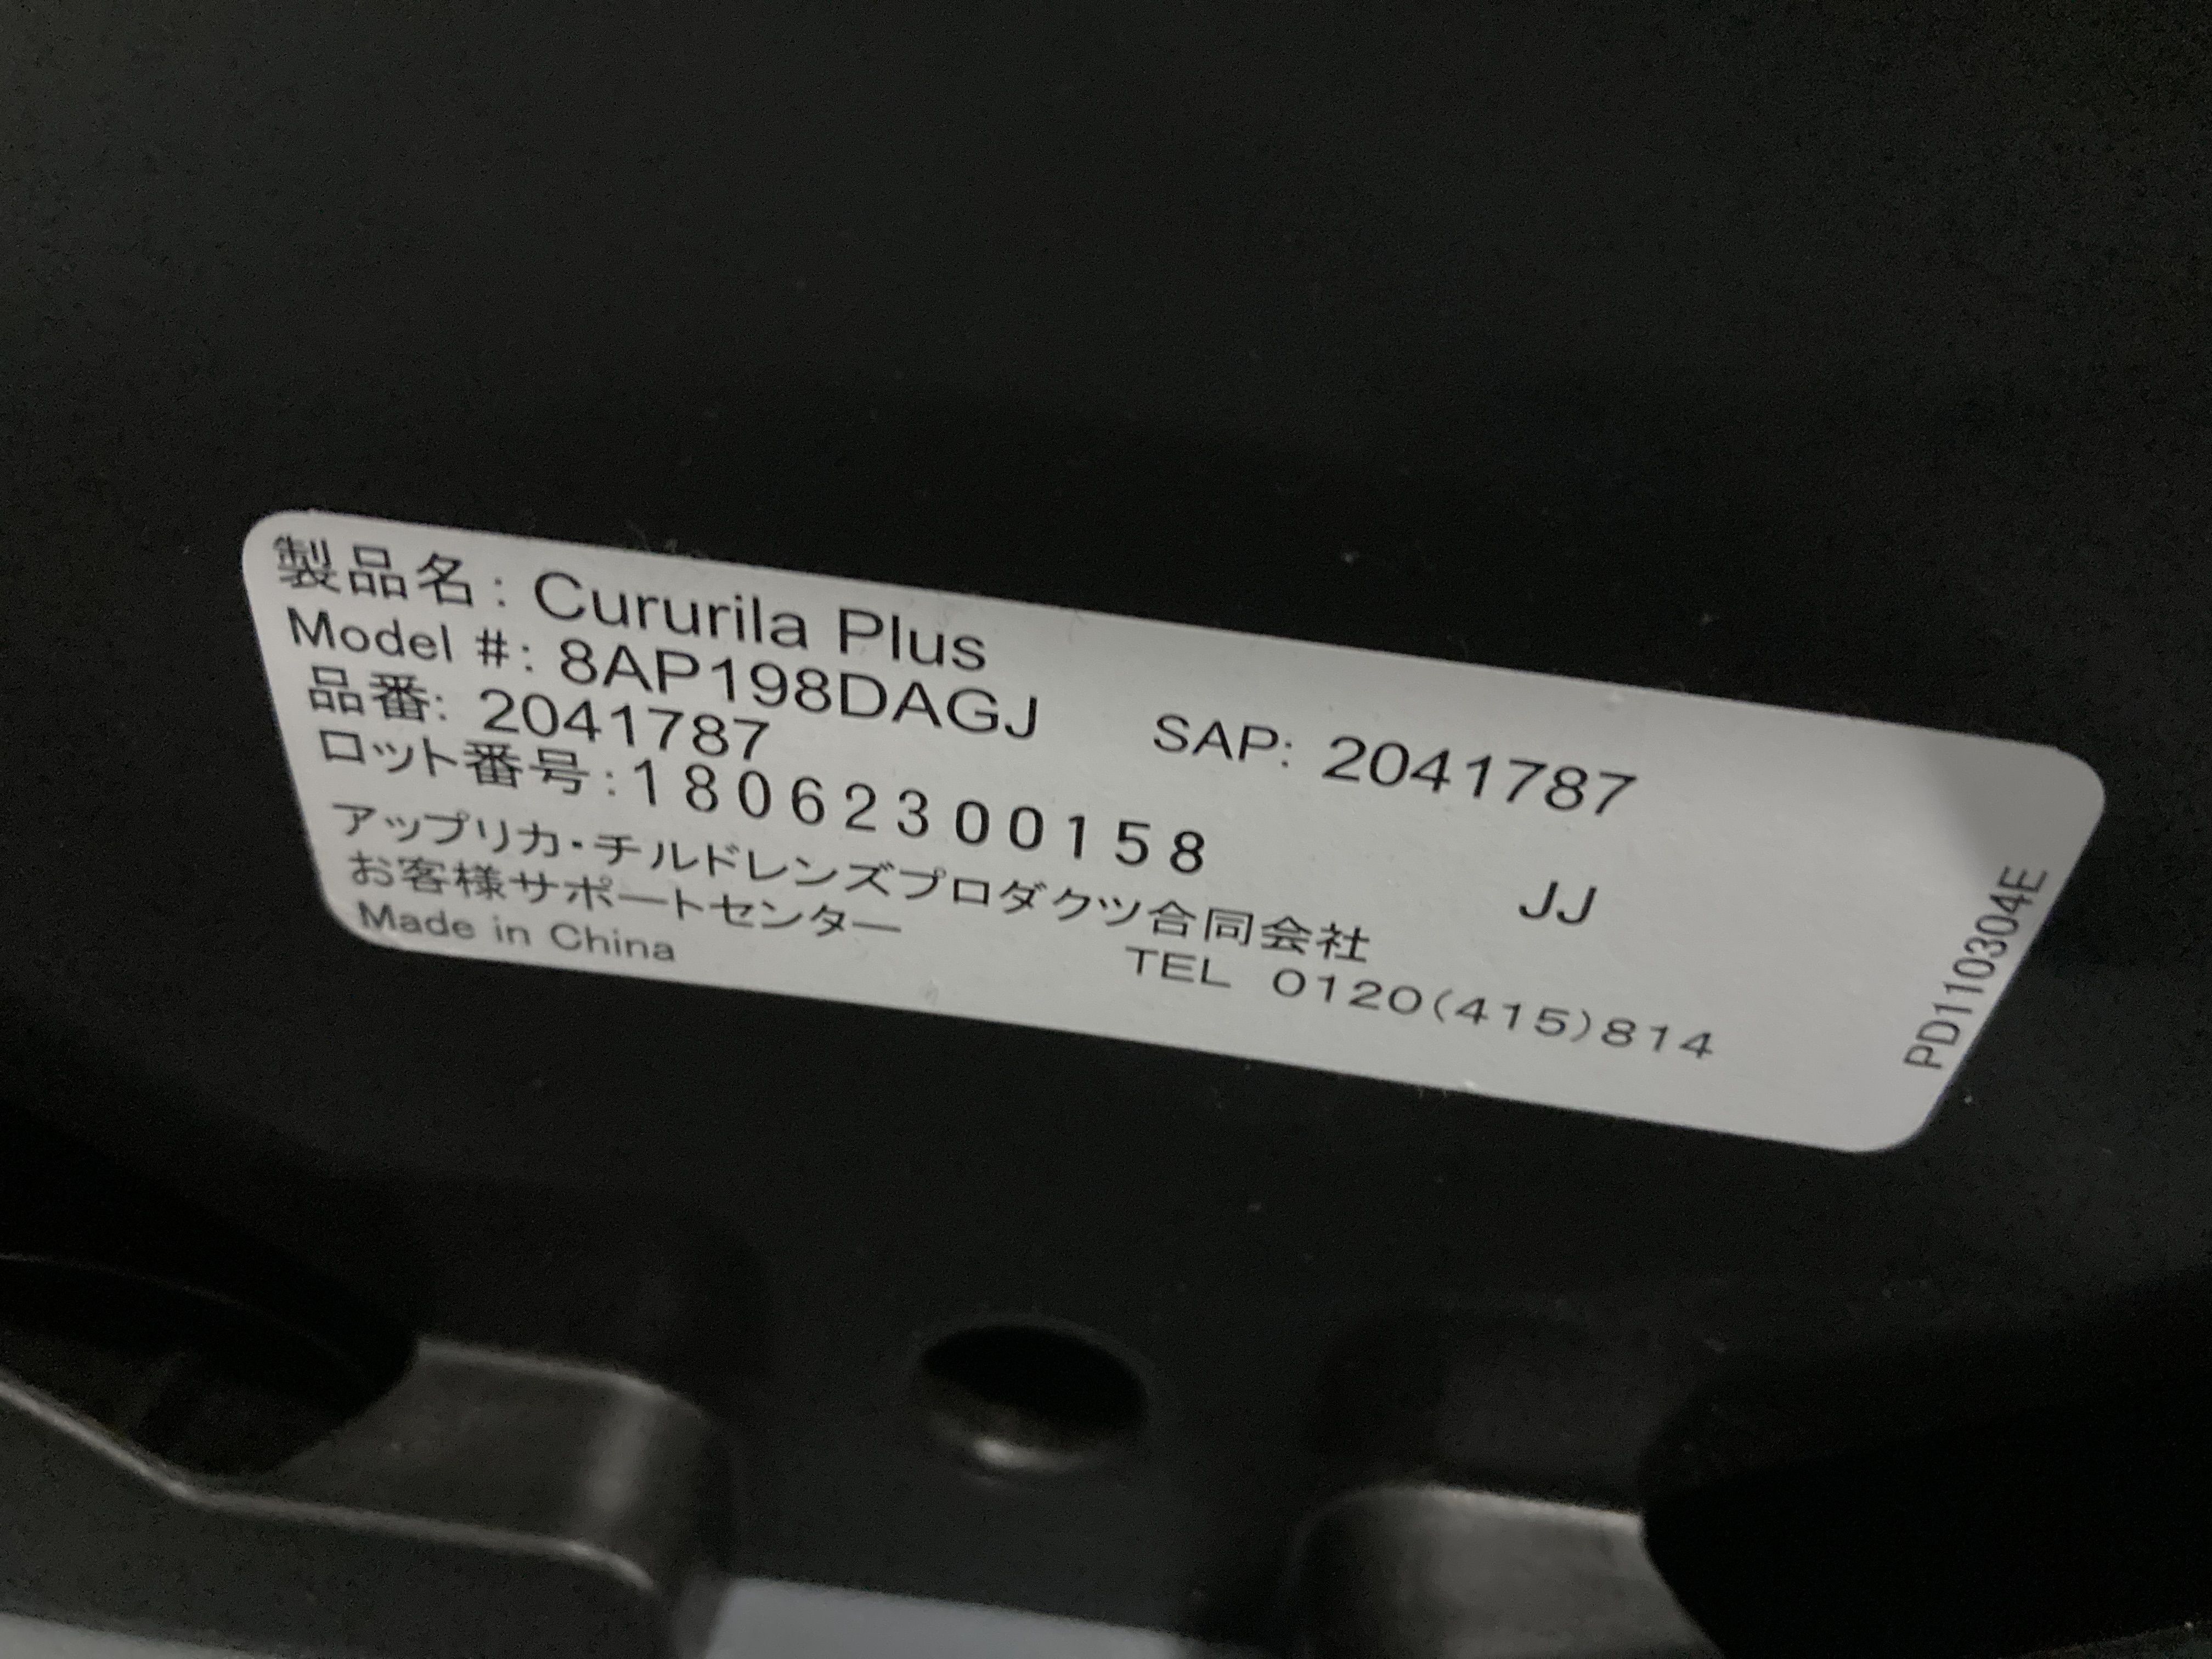 製品名: Cururila Plus
Model #: 8AP198DAGJ SAP: 2041787
品番: 2041787
ロット番号:18062300158
アップリカ・チルドレンズプロダクツ合同会社 JJ
お客様サポートセンター TEL 0120(415)814
Made in China
PD110304E